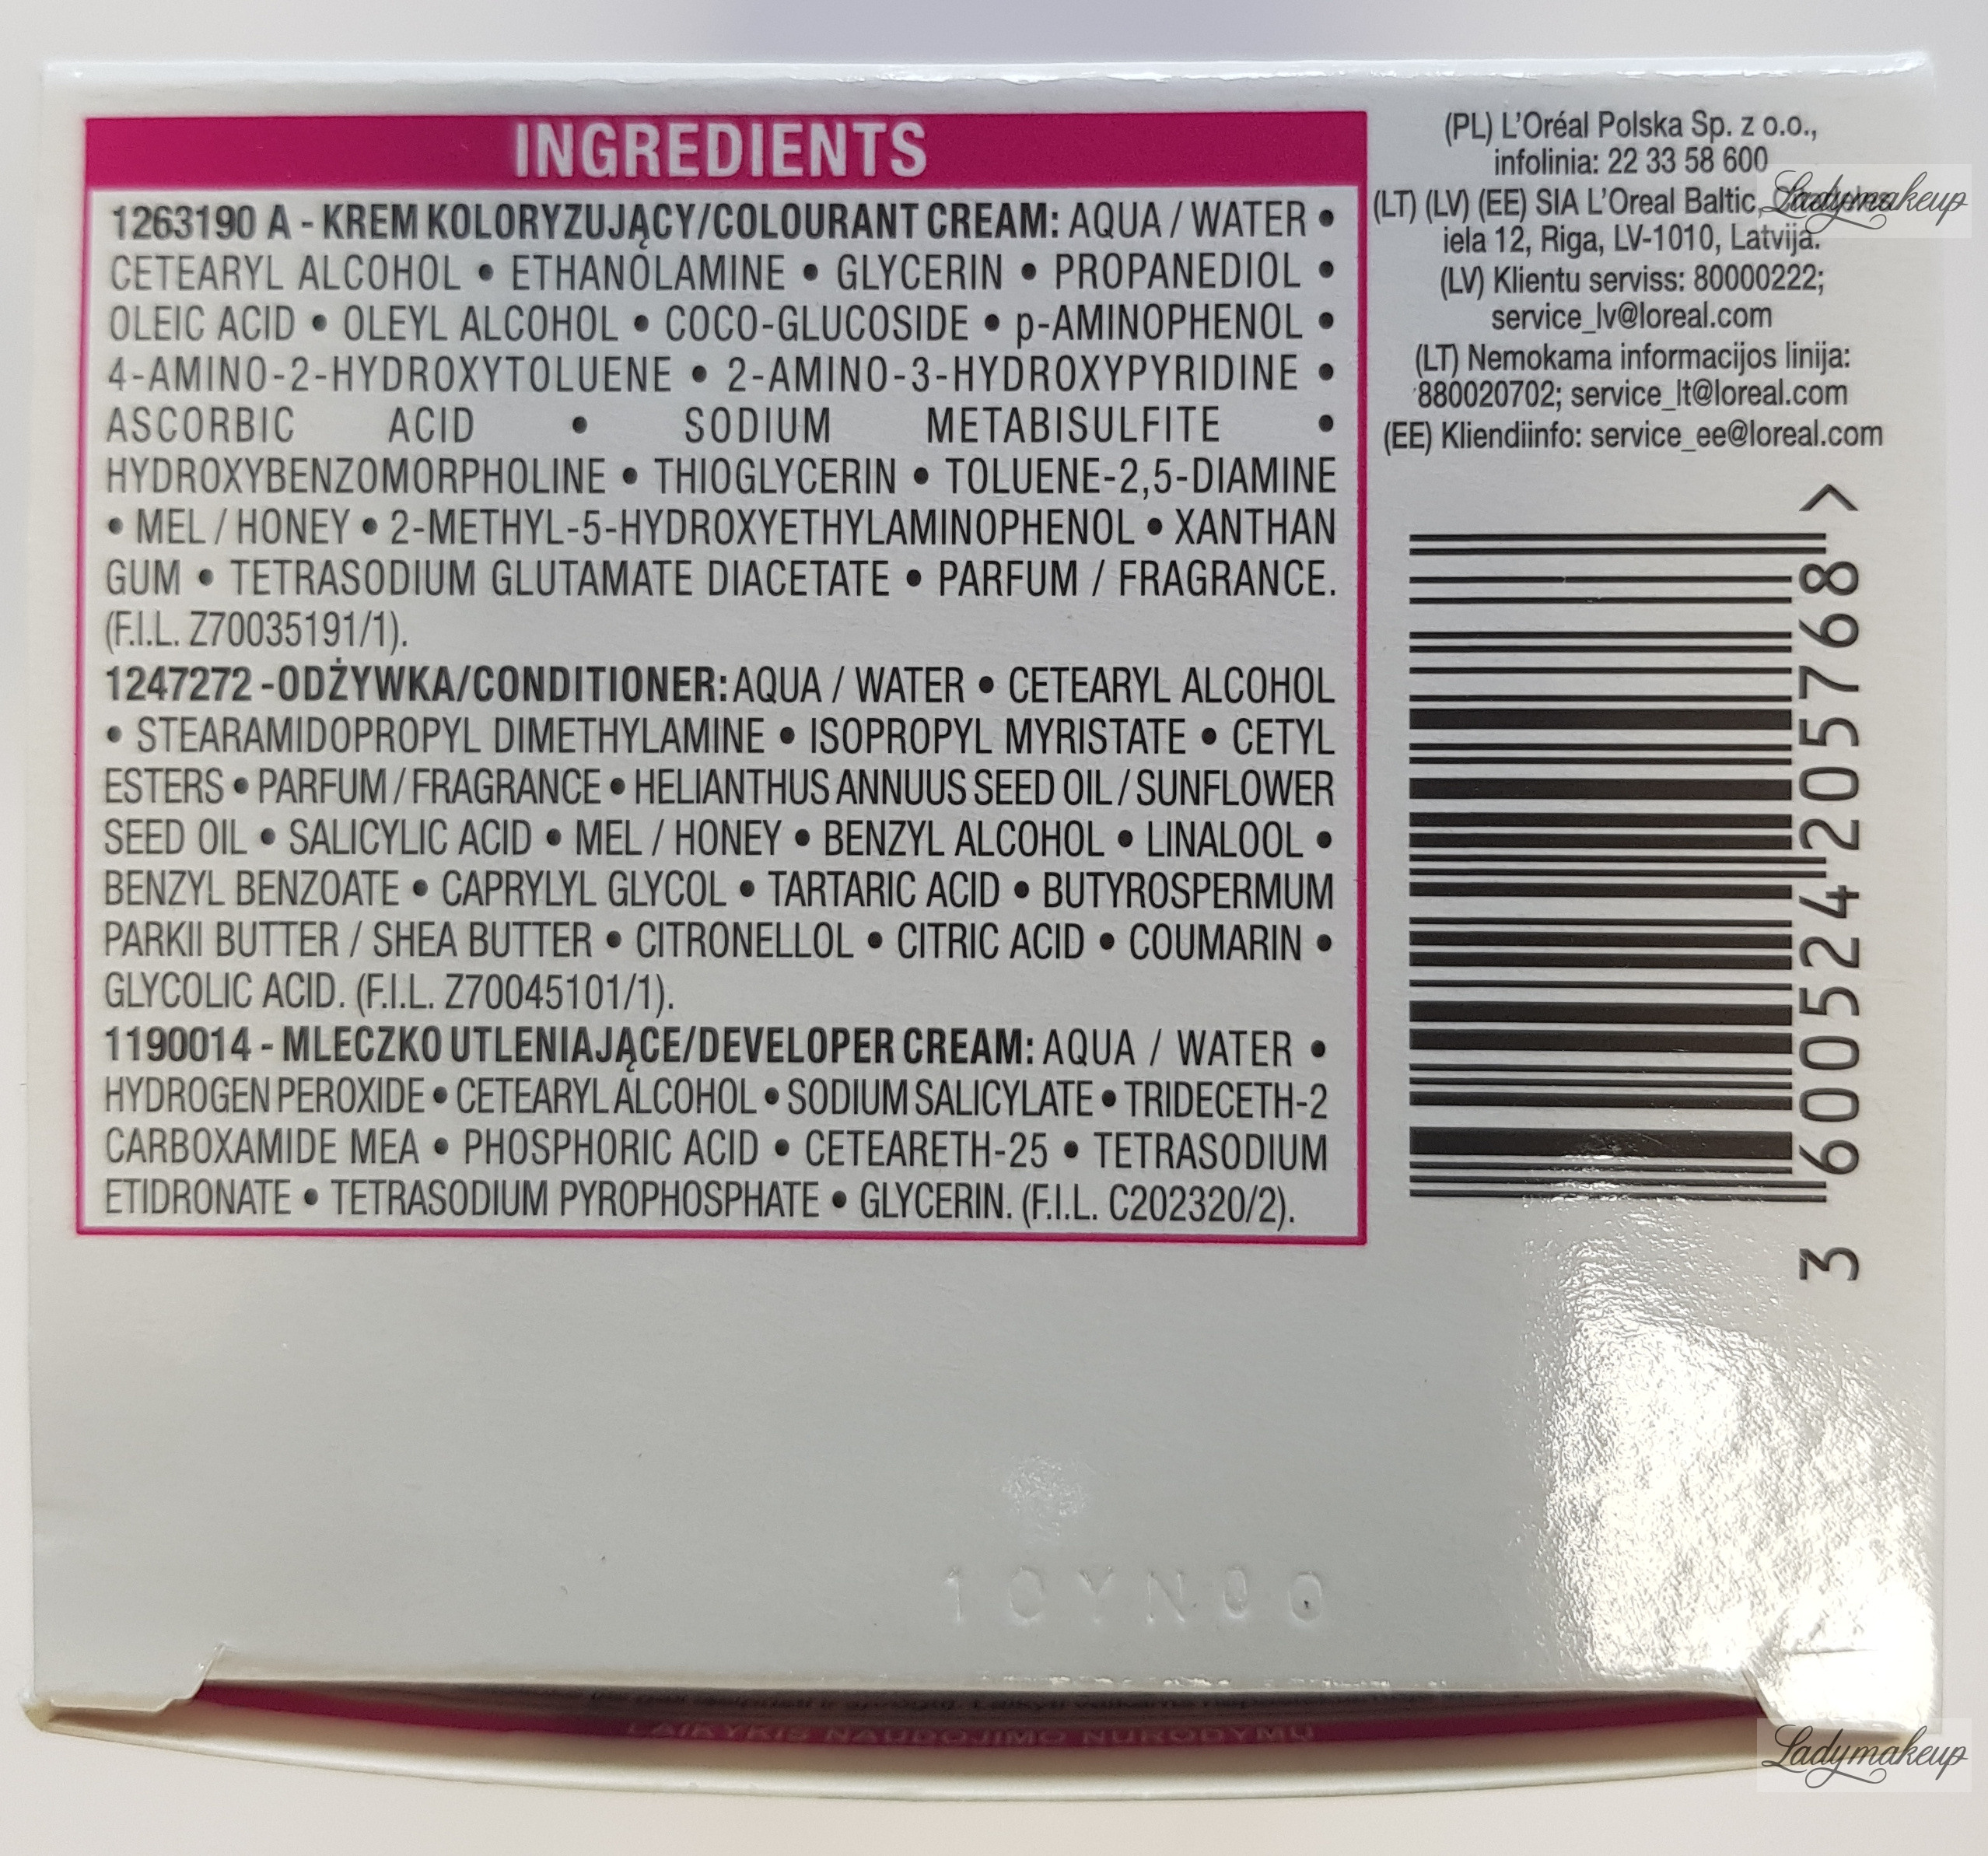 INGREDIENTS
1263190 A - KREM KOLORYZUJĄCY/COLOURANT CREAM: AQUA / WATER •
CETEARYL ALCOHOL • ETHANOLAMINE • GLYCERIN • PROPANEDIOL •
OLEIC ACID • OLEYL ALCOHOL • COCO-GLUCOSIDE • p-AMINOPHENOL •
4-AMINO-2-HYDROXYTOLUENE • 2-AMINO-3-HYDROXYPYRIDINE •
ASCORBIC ACID • SODIUM METABISULFITE •
HYDROXYBENZOMORPHOLINE • THIOGLYCERIN • TOLUENE-2,5-DIAMINE
• MEL / HONEY • 2-METHYL-5-HYDROXYETHYLAMINOPHENOL • XANTHAN
GUM • TETRASODIUM GLUTAMATE DIACETATE • PARFUM / FRAGRANCE.
(F.I.L. Z70035191/1).
1247272 -ODŻYWKA/CONDITIONER: AQUA / WATER • CETEARYL ALCOHOL
• STEARAMIDOPROPYL DIMETHYLAMINE • ISOPROPYL MYRISTATE • CETYL
ESTERS • PARFUM / FRAGRANCE • HELIANTHUS ANNUUS SEED OIL / SUNFLOWER
SEED OIL • SALICYLIC ACID • MEL / HONEY • BENZYL ALCOHOL • LINALOOL •
BENZYL BENZOATE • CAPRYLYL GLYCOL • TARTARIC ACID • BUTYROSPERMUM
PARKII BUTTER / SHEA BUTTER • CITRONELLOL • CITRIC ACID • COUMARIN •
GLYCOLIC ACID. (F.I.L. Z70045101/1).
1190014 - MLECZKO UTLENIAJĄCE/DEVELOPER CREAM: AQUA / WATER •
HYDROGEN PEROXIDE • CETEARYL ALCOHOL • SODIUM SALICYLATE • TRIDECETH-2
CARBOXAMIDE MEA • PHOSPHORIC ACID • CETEARETH-25 • TETRASODIUM
ETIDRONATE • TETRASODIUM PYROPHOSPHATE • GLYCERIN. (F.I.L. C202320/2).
(PL) L'Oréal Polska Sp. z o.o.,
infolinia: 22 33 58 600
(LT) (LV) (EE) SIA L'Oreal Baltic,
iela 12, Riga, LV-1010, Latvija.
(LV) Klientu serviss: 80000222;
service_lv@loreal.com
(LT) Nemokama informacijos linija:
880020702; service_lt@loreal.com
(EE) Kliendiinfo: service_ee@loreal.com
3 600524 205768 >
Ladymakeup
10YN00
LAIKYKIS NAUDOJIMO NURODYMŲ
Ladymakeup